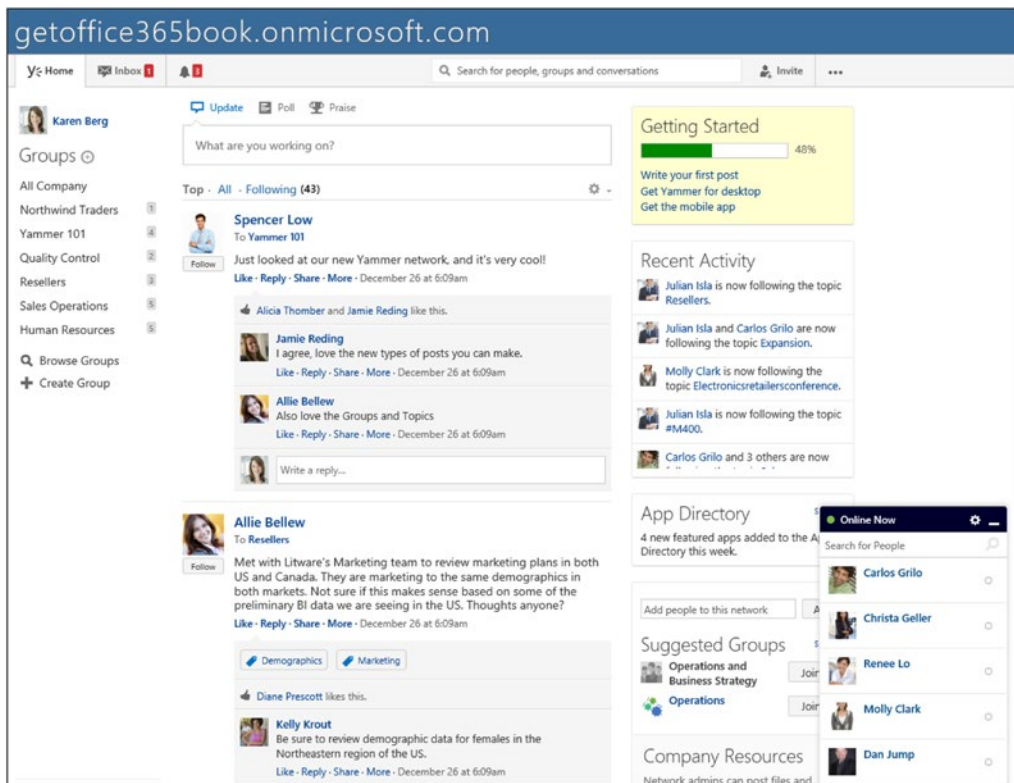 getoffice365book.onmicrosoft.com
Home
Inbox 1
3
Search for people, groups and conversations
Invite
Karen Berg
Groups
All Company
Northwind Traders 1
Yammer 101 4
Quality Control 2
Resellers 3
Sales Operations 5
Human Resources 5
Browse Groups
Create Group
Update Poll Praise
What are you working on?
Top · All · Following (43)
Spencer Low
To Yammer 101
Follow
Just looked at our new Yammer network, and it's very cool!
Like · Reply · Share · More · December 26 at 6:09am
Alicia Thomber and Jamie Reding like this.
Jamie Reding
I agree, love the new types of posts you can make.
Like · Reply · Share · More · December 26 at 6:09am
Allie Bellew
Also love the Groups and Topics
Like · Reply · Share · More · December 26 at 6:09am
Write a reply...
Allie Bellew
To Resellers
Follow
Met with Litware's Marketing team to review marketing plans in both
US and Canada. They are marketing to the same demographics in
both markets. Not sure if this makes sense based on some of the
preliminary BI data we are seeing in the US. Thoughts anyone?
Like · Reply · Share · More · December 26 at 6:09am
Demographics Marketing
Diane Prescott likes this.
Kelly Krout
Be sure to review demographic data for females in the
Northeastern region of the US.
Like · Reply · Share · More · December 26 at 6:09am
Getting Started
48%
Write your first post
Get Yammer for desktop
Get the mobile app
Recent Activity
Julian Isla is now following the topic
Resellers.
Julian Isla and Carlos Grilo are now
following the topic Expansion.
Molly Clark is now following the
topic Electronicsretailersconference.
Julian Isla is now following the topic
#M400.
Carlos Grilo and 3 others are now
App Directory
4 new featured apps added to the
Directory this week.
Add people to this network
Suggested Groups
Operations and
Business Strategy
Join
Operations
Join
Company Resources
Network admins can post files and
Online Now
Search for People
Carlos Grilo
Christa Geller
Renee Lo
Molly Clark
Dan Jump